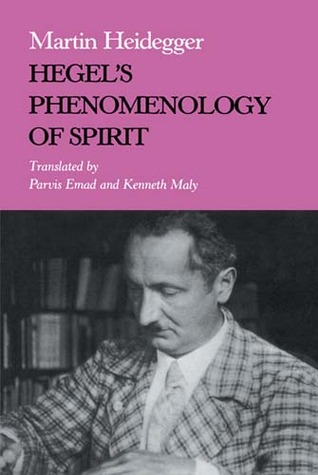 Martin Heidegger
HEGEL'S
PHENOMENOLOGY
OF SPIRIT
Translated by
Parvis Emad and Kenneth Maly